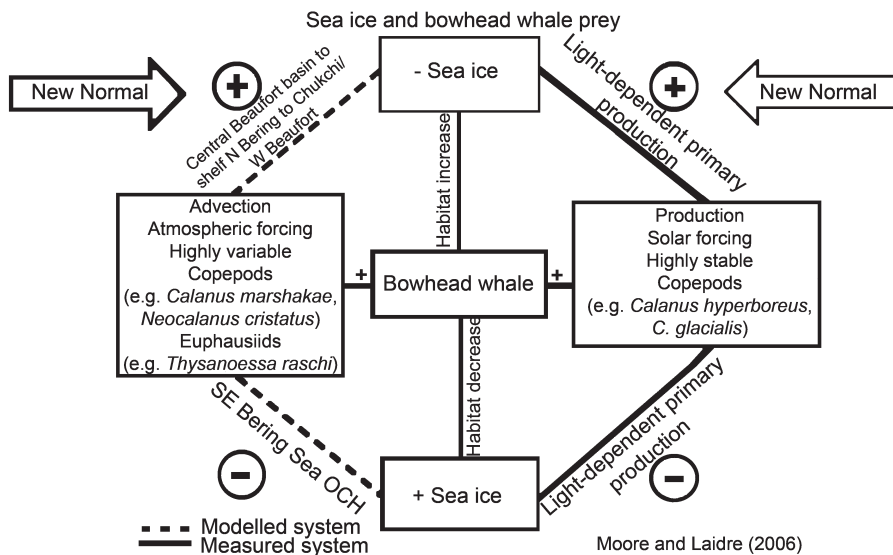 Sea ice and bowhead whale prey
New Normal
+
Central Beaufort basin to
shelf N Bering to Chukchi/
W Beaufort
- Sea ice
Light-dependent primary
production
+
New Normal
Habitat increase
Advection
Atmospheric forcing
Highly variable
Copepods
(e.g. Calanus marshakae,
Neocalanus cristatus)
Euphausiids
(e.g. Thysanoessa raschi)
+
Bowhead whale
+
Production
Solar forcing
Highly stable
Copepods
(e.g. Calanus hyperboreus,
C. glacialis)
Habitat decrease
SE Bering Sea OCH
-
+ Sea ice
Light-dependent primary
production
-
Modelled system
Measured system
Moore and Laidre (2006)